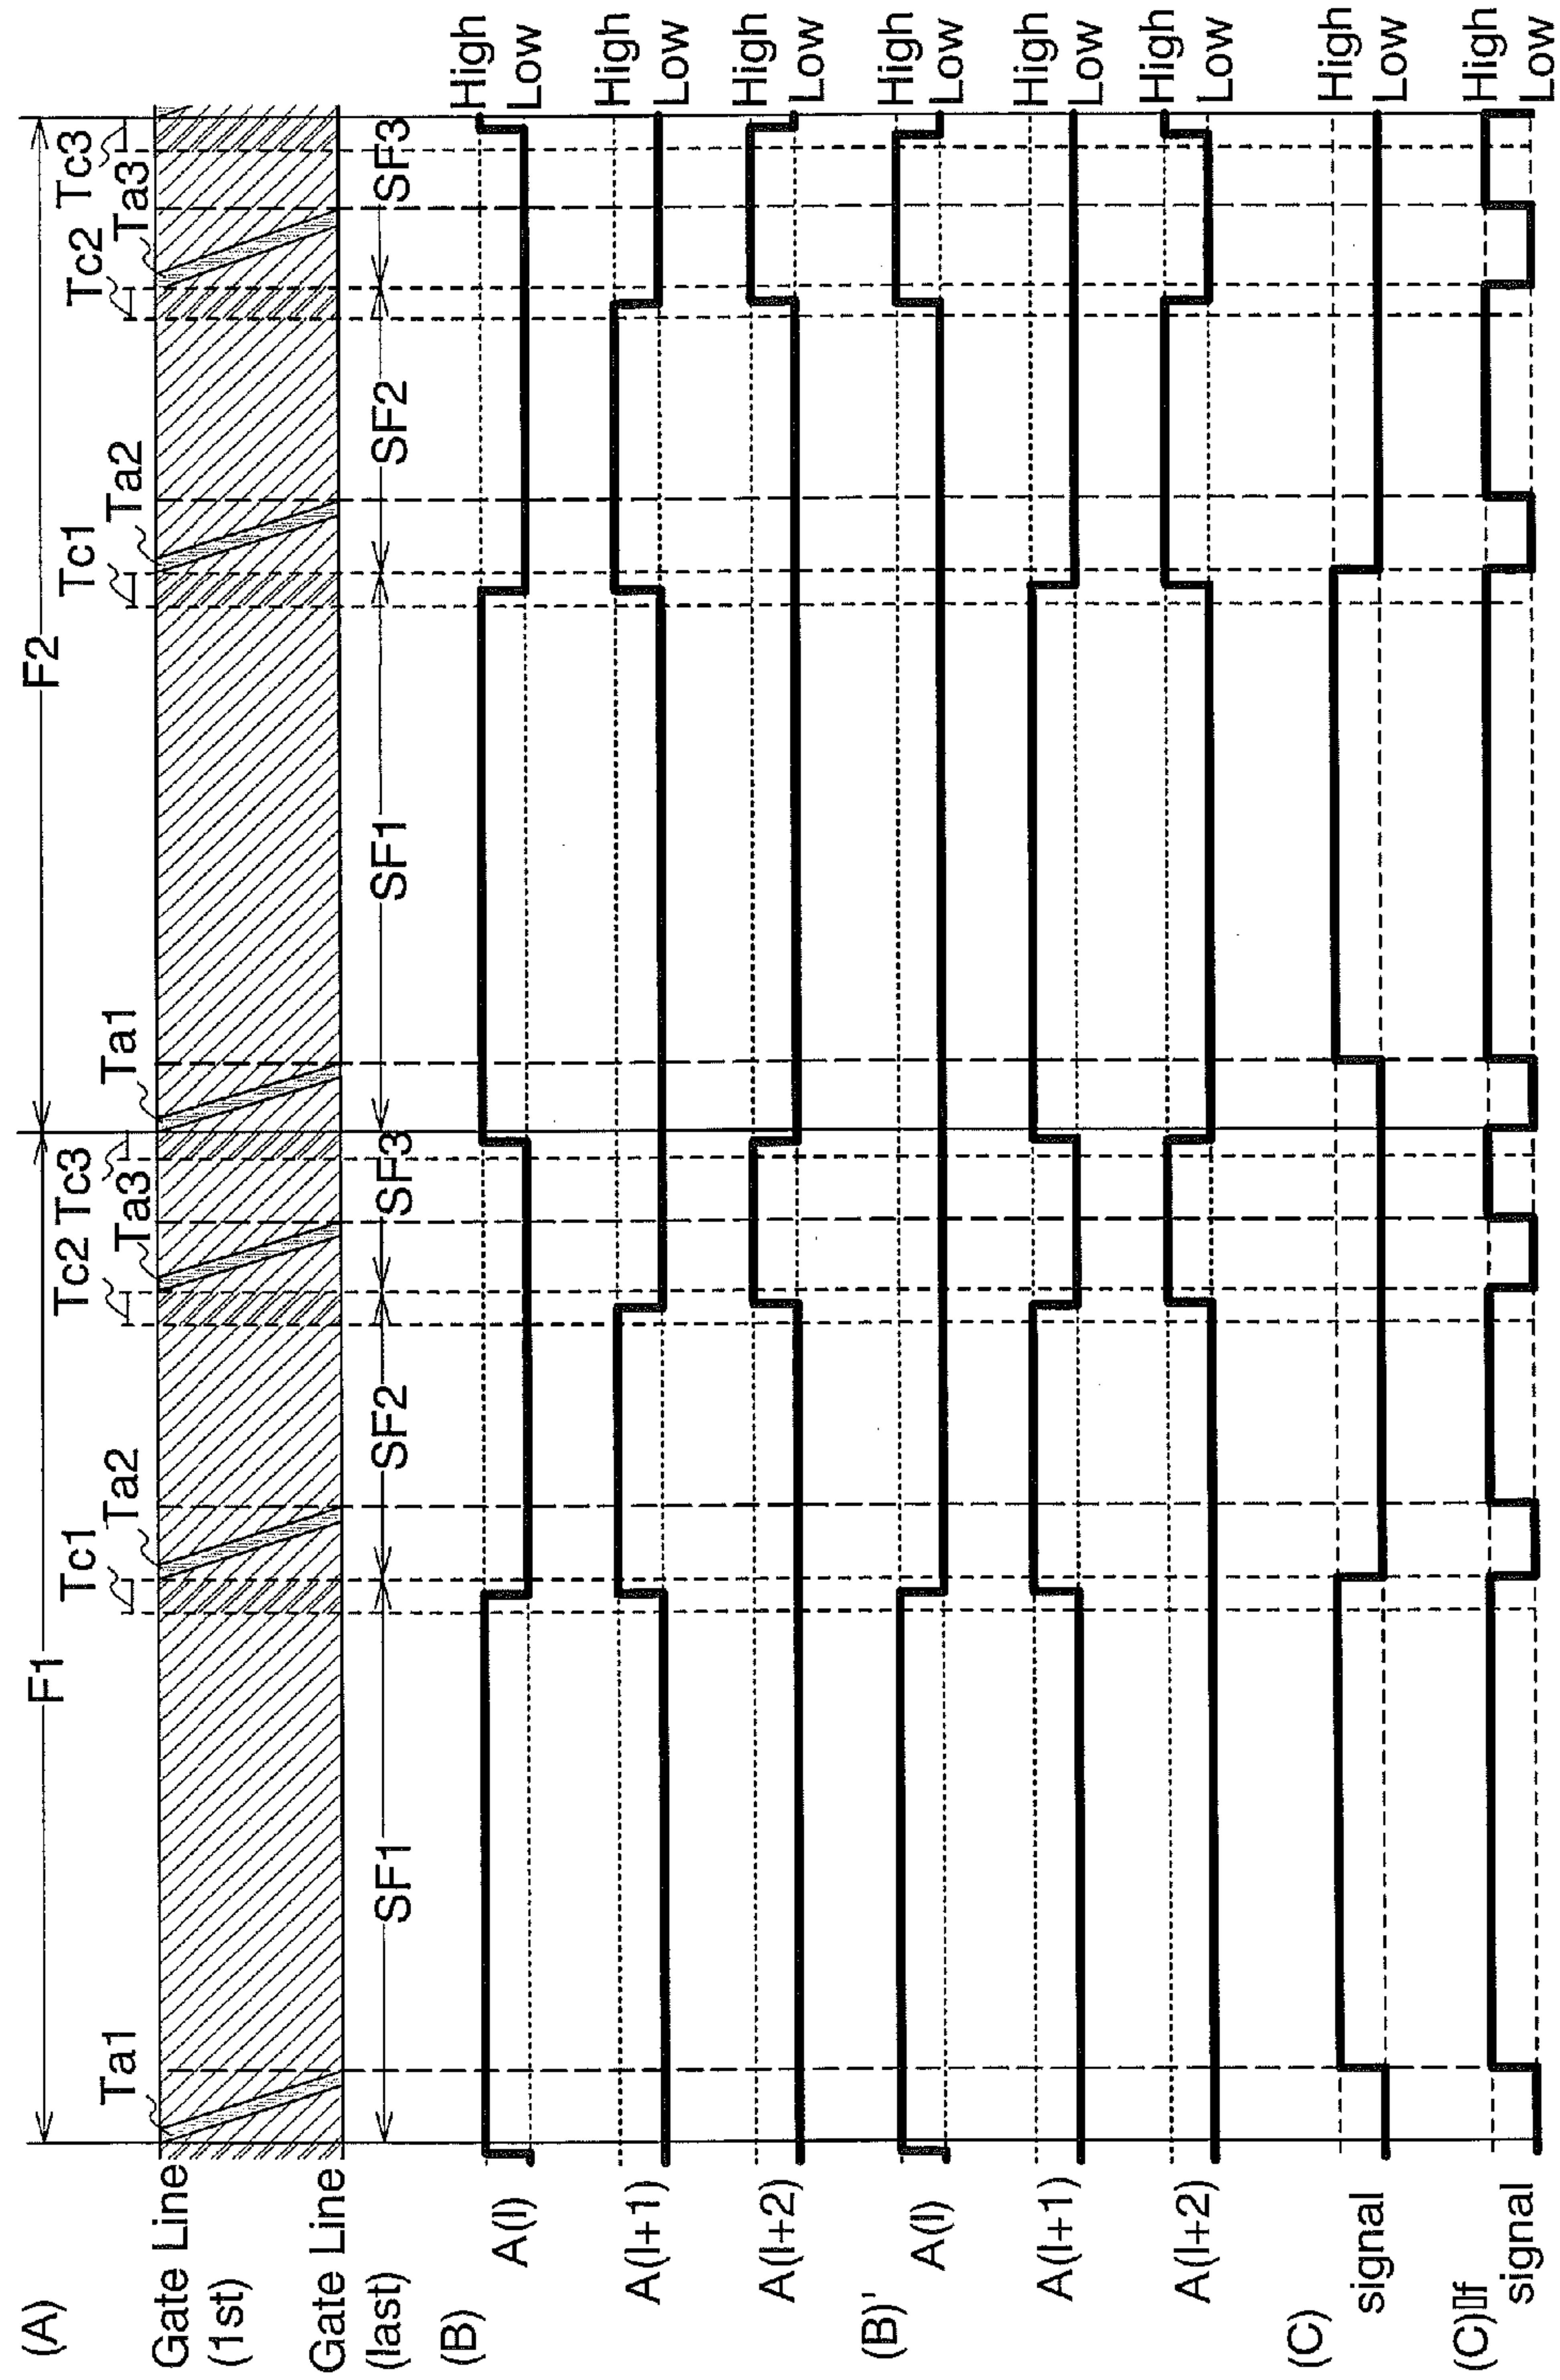 (A)
F1
F2
Ta1
Tc1
Ta2
Tc2
Ta3
Tc3
Ta1
Tc1
Ta2
Tc2
Ta3
Tc3
Gate Line
(1st)
Gate Line
(last)
SF1
SF2
SF3
SF1
SF2
SF3
(B)
A(l)
High
Low
A(l+1)
High
Low
A(l+2)
High
Low
(B)'
A(l)
High
Low
A(l+1)
High
Low
A(l+2)
High
Low
(C)
signal
High
Low
(C)▯f
signal
High
Low